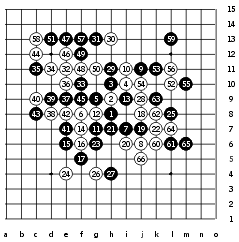 15
58 51 47 57 31 30 59 13
44 46 49 12
35 34 32 48 50 29 10 9 53 16 11
36 33 3 4 54 52 55 10
40 39 37 45 5 2 13 28 63 9
43 38 42 6 12 1 18 62 25 8
41 14 11 21 7 19 22 64 7
15 16 23 20 8 60 61 65 6
17 66 5
24 26 27 4
3
2
1
a b c d e f g h i j k l m n o